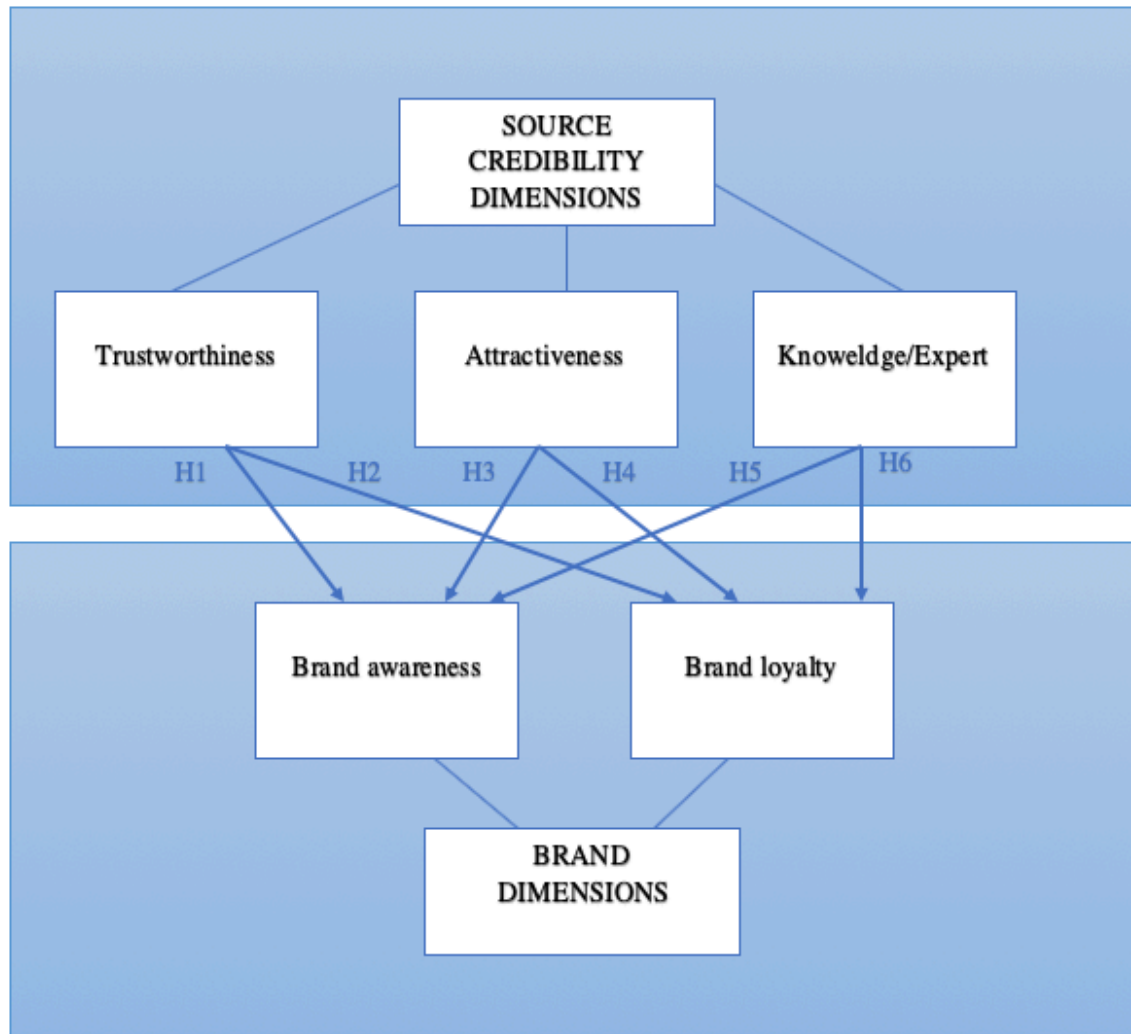 SOURCE
CREDIBILITY
DIMENSIONS
Trustworthiness
Attractiveness
Knoweldge/Expert
H1
H2
H3
H4
H5
H6
Brand awareness
Brand loyalty
BRAND
DIMENSIONS